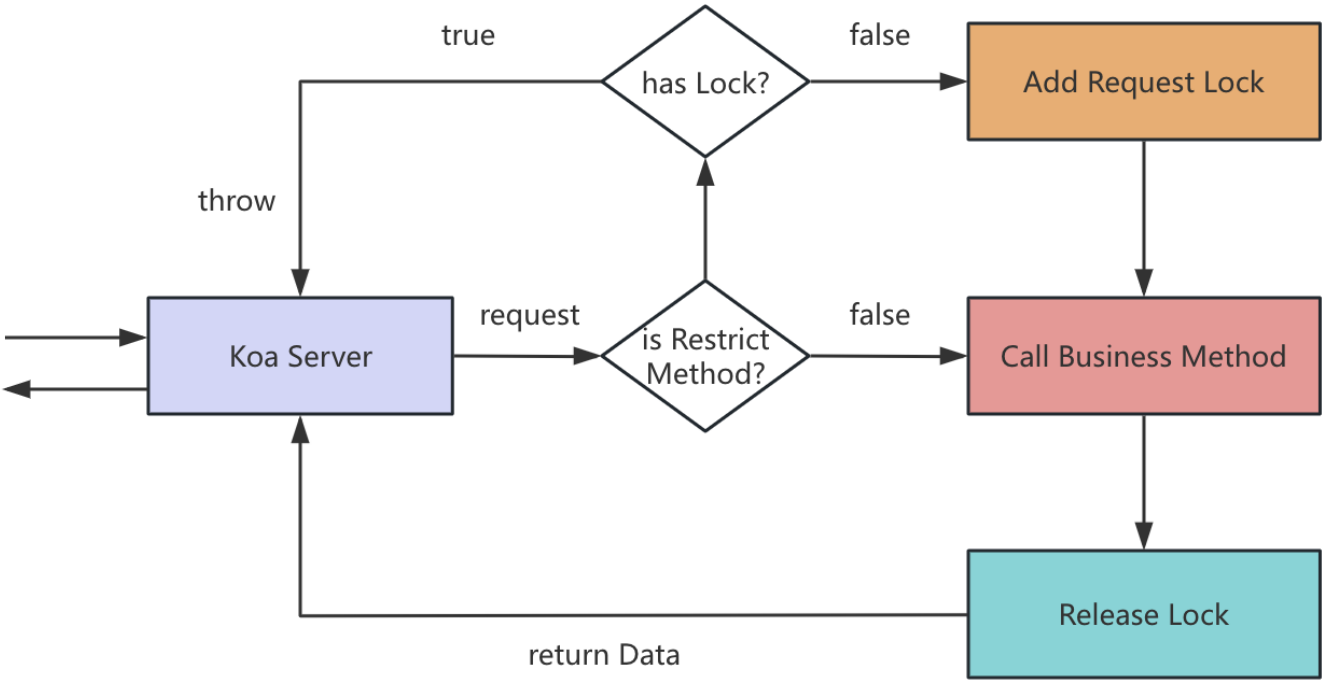 true
false
has Lock?
Add Request Lock
throw
request
false
is Restrict
Method?
Koa Server
Call Business Method
Release Lock
return Data